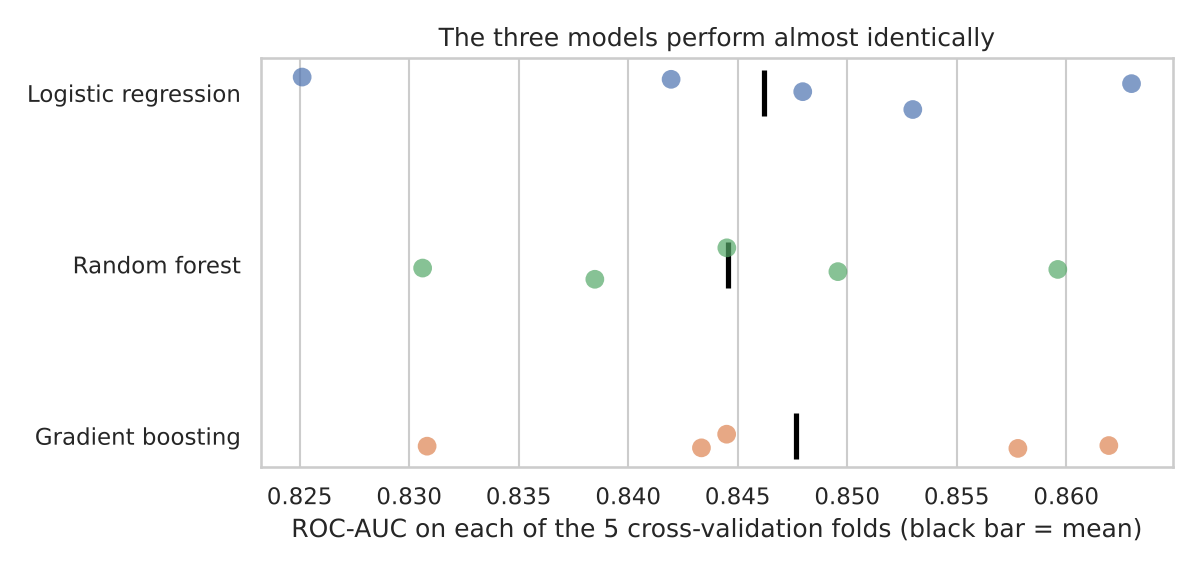 The three models perform almost identically
Logistic regression
Random forest
Gradient boosting
0.825 0.830 0.835 0.840 0.845 0.850 0.855 0.860
ROC-AUC on each of the 5 cross-validation folds (black bar = mean)